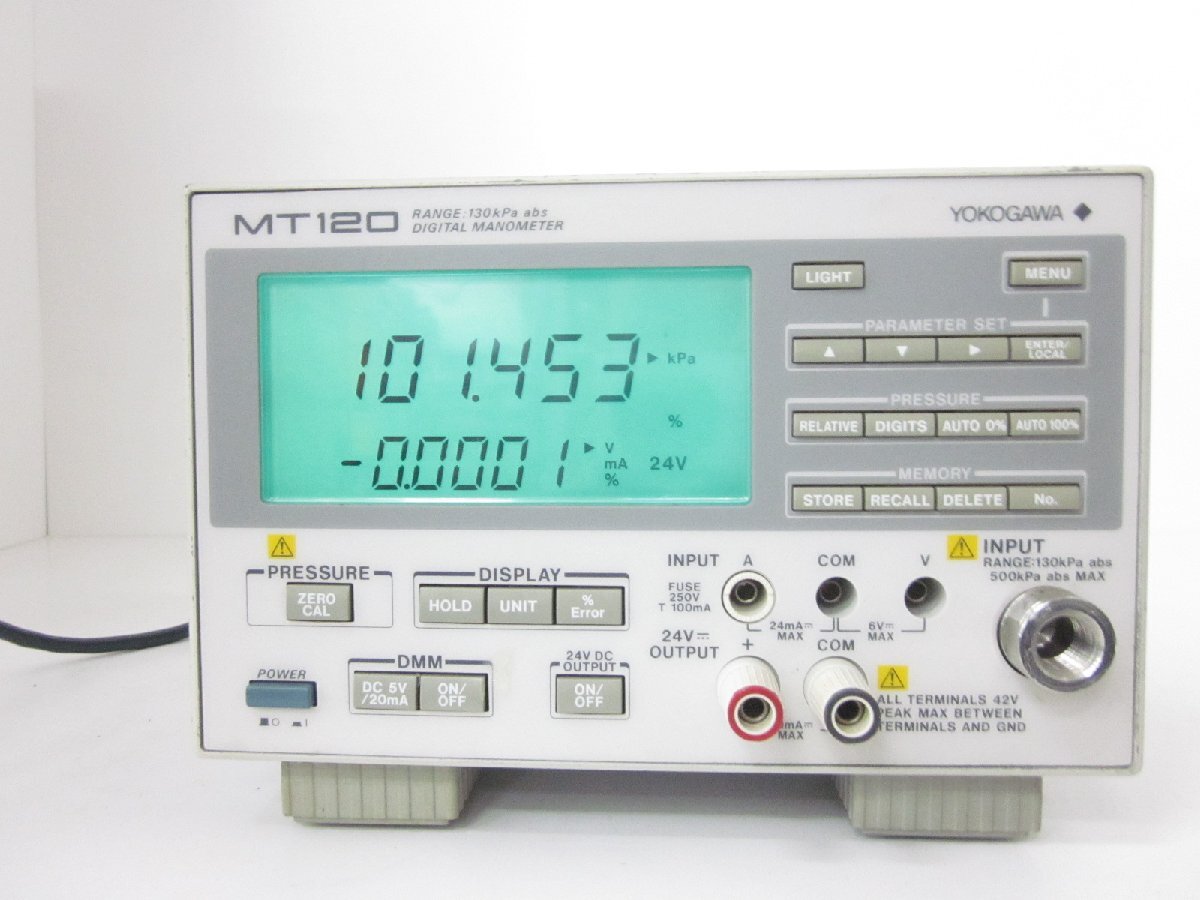 MT120 RANGE:130kPa abs
DIGITAL MANOMETER
YOKOGAWA
LIGHT
MENU
101.453 kPa
%
-0.0001 V
mA 24V
%
PARAMETER SET
ENTER/
LOCAL
PRESSURE
RELATIVE DIGITS AUTO 0% AUTO 100%
MEMORY
STORE RECALL DELETE No.
PRESSURE
ZERO
CAL
DISPLAY
HOLD UNIT %
Error
POWER
DMM
DC 5V
/20mA
ON/
OFF
24V DC
OUTPUT
ON/
OFF
INPUT A COM V
FUSE
250V
T 100mA
24mA
MAX
6V
MAX
24V
OUTPUT
+ COM
mA
MAX
INPUT
RANGE:130kPa abs
500kPa abs MAX
ALL TERMINALS 42V
PEAK MAX BETWEEN
TERMINALS AND GND